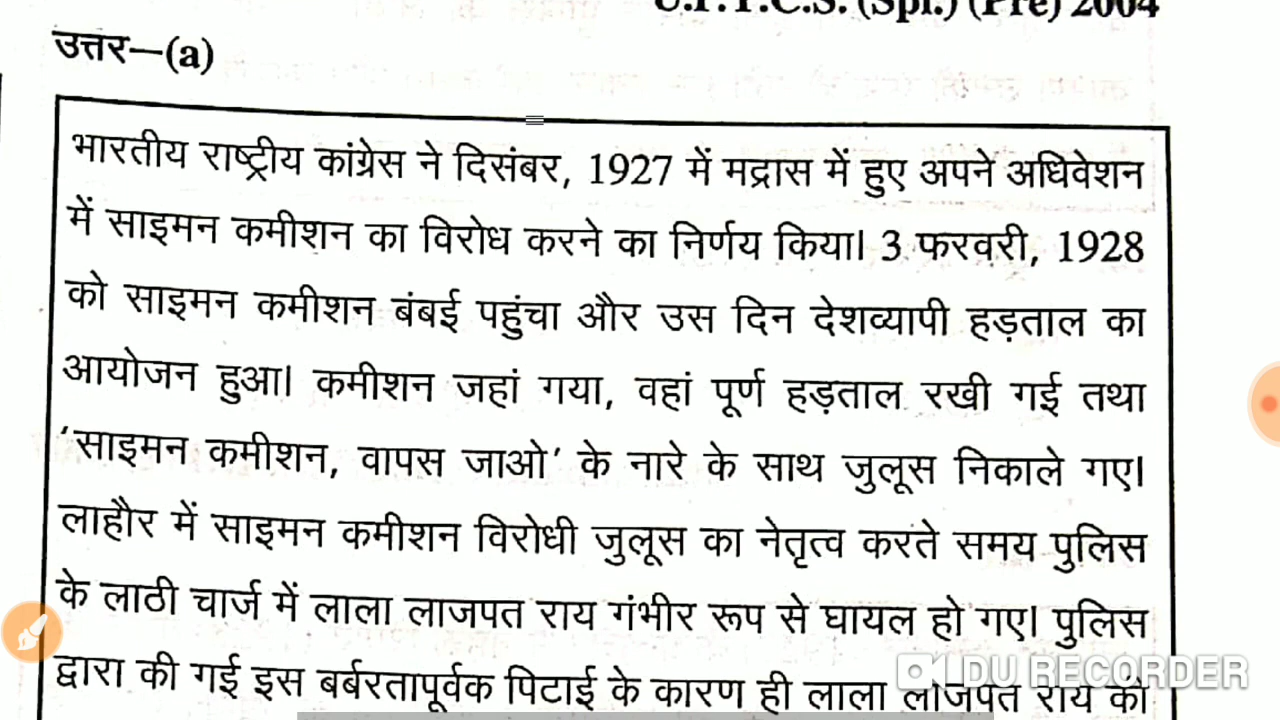 U.P.P.C.S. (Spl.) (Pre) 2004
उत्तर—(a)
भारतीय राष्ट्रीय कांग्रेस ने दिसंबर, 1927 में मद्रास में हुए अपने अधिवेशन
में साइमन कमीशन का विरोध करने का निर्णय किया। 3 फरवरी, 1928
को साइमन कमीशन बंबई पहुंचा और उस दिन देशव्यापी हड़ताल का
आयोजन हुआ। कमीशन जहां गया, वहां पूर्ण हड़ताल रखी गई तथा
‘साइमन कमीशन, वापस जाओ’ के नारे के साथ जुलूस निकाले गए।
लाहौर में साइमन कमीशन विरोधी जुलूस का नेतृत्व करते समय पुलिस
के लाठी चार्ज में लाला लाजपत राय गंभीर रूप से घायल हो गए। पुलिस
द्वारा की गई इस बर्बरतापूर्वक पिटाई के कारण ही लाला लाजपत राय को
DU RECORDER